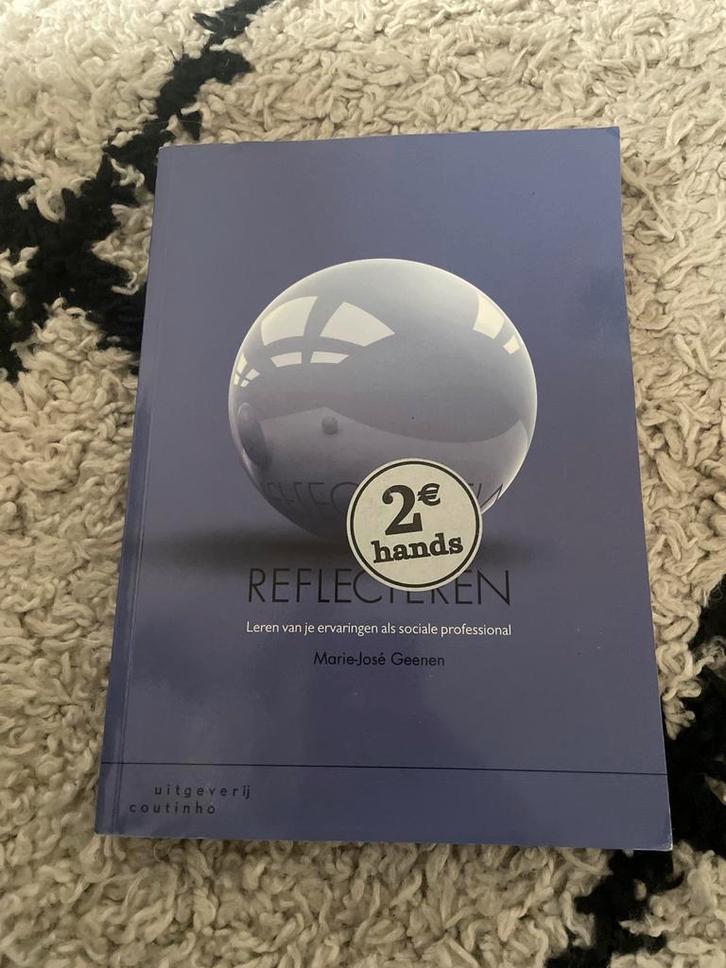 2€
hands
REFLECTEREN
Leren van je ervaringen als sociale professional
Marie-José Geenen
uitgeverij
coutinho